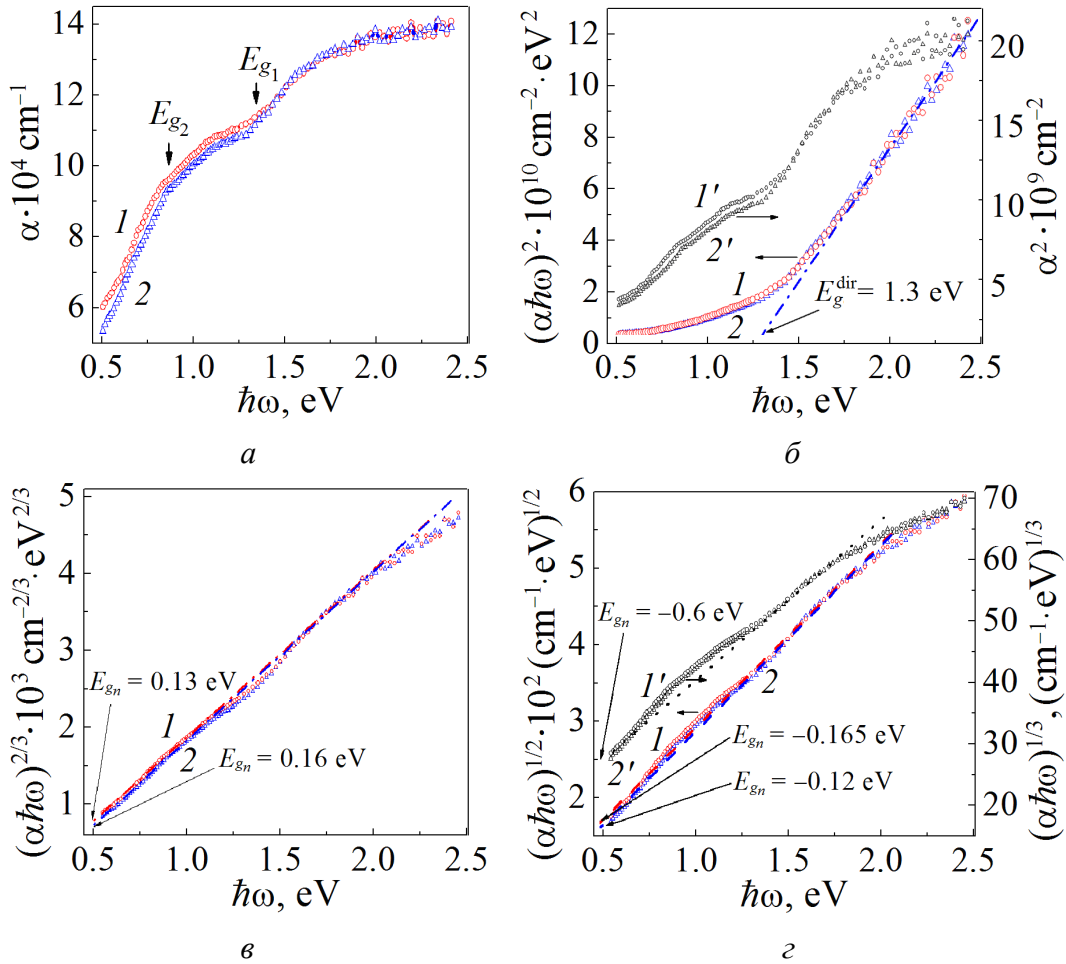 α·10⁴ cm⁻¹
14
12
10
8
6
E_g₁
E_g₂
1
2
0.5 1.0 1.5 2.0 2.5
ħω, eV
а
(αħω)²·10¹⁰ cm⁻²·eV²
12
10
8
6
4
2
0
1′
2′
1
2
E_g^dir = 1.3 eV
20
15
10
5
α²·10⁹ cm⁻²
0.5 1.0 1.5 2.0 2.5
ħω, eV
б
(αħω)^2/3·10³ cm^−2/3·eV^2/3
5
4
3
2
1
E_gₙ = 0.13 eV
1
2
E_gₙ = 0.16 eV
0.5 1.0 1.5 2.0 2.5
ħω, eV
в
(αħω)^1/2·10² (cm⁻¹·eV)^1/2
6
5
4
3
2
E_gₙ = −0.6 eV
1′
2
1
2′
E_gₙ = −0.165 eV
E_gₙ = −0.12 eV
70
60
50
40
30
20
(αħω)^1/3, (cm⁻¹·eV)^1/3
0.5 1.0 1.5 2.0 2.5
ħω, eV
г